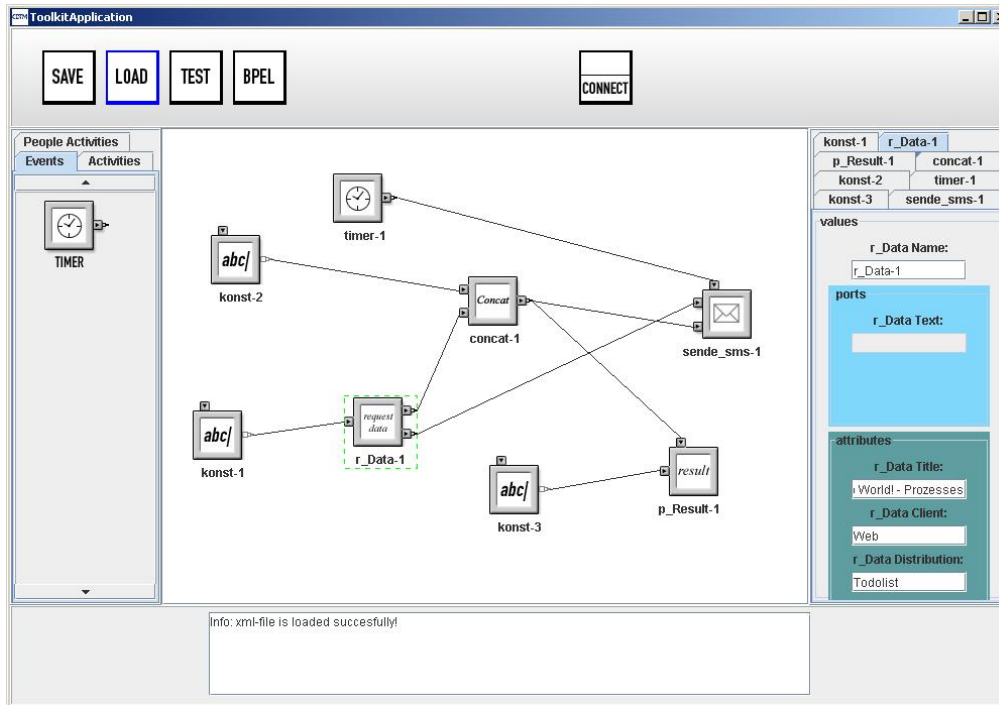 CDTM ToolkitApplication
SAVE LOAD TEST BPEL CONNECT
People Activities
Events Activities
TIMER
timer-1
abc|
konst-2
Concat
concat-1
sende_sms-1
request
data
r_Data-1
abc|
konst-1
abc|
konst-3
result
p_Result-1
konst-1 r_Data-1
p_Result-1 concat-1
konst-2 timer-1
konst-3 sende_sms-1
values
r_Data Name:
r_Data-1
ports
r_Data Text:
attributes
r_Data Title:
World! - Prozesses
r_Data Client:
Web
r_Data Distribution:
Todolist
Info: xml-file is loaded succesfully!